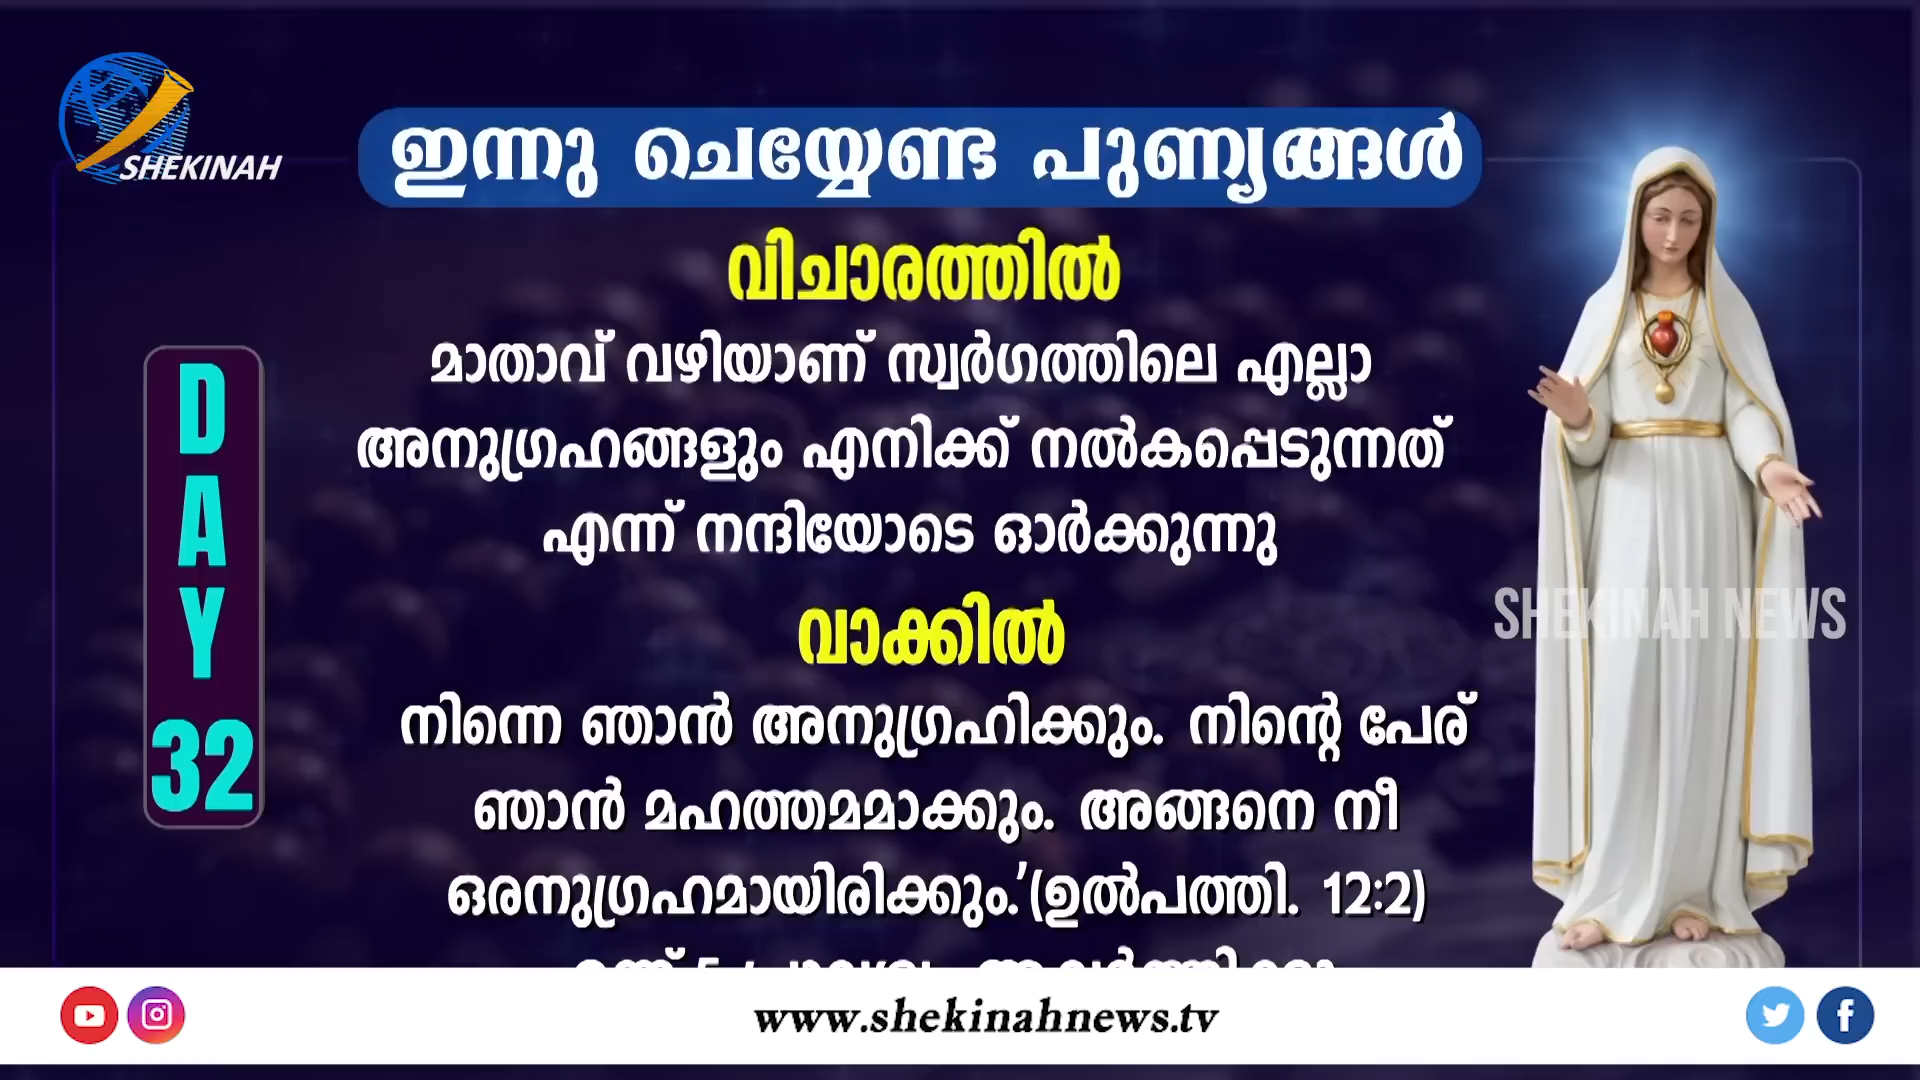 SHEKINAH
ഇന്നു ചെയ്യേണ്ട പുണ്യങ്ങൾ
വിചാരത്തിൽ
മാതാവ് വഴിയാണ് സ്വർഗത്തിലെ എല്ലാ
അനുഗ്രഹങ്ങളും എനിക്ക് നൽകപ്പെടുന്നത്
എന്ന് നന്ദിയോടെ ഓർക്കുന്നു
വാക്കിൽ
നിന്നെ ഞാൻ അനുഗ്രഹിക്കും. നിന്റെ പേര്
ഞാൻ മഹത്തമമാക്കും. അങ്ങനെ നീ
ഒരനുഗ്രഹമായിരിക്കും.’(ഉൽപത്തി. 12:2)
DAY
32
SHEKINAH NEWS
www.shekinahnews.tv